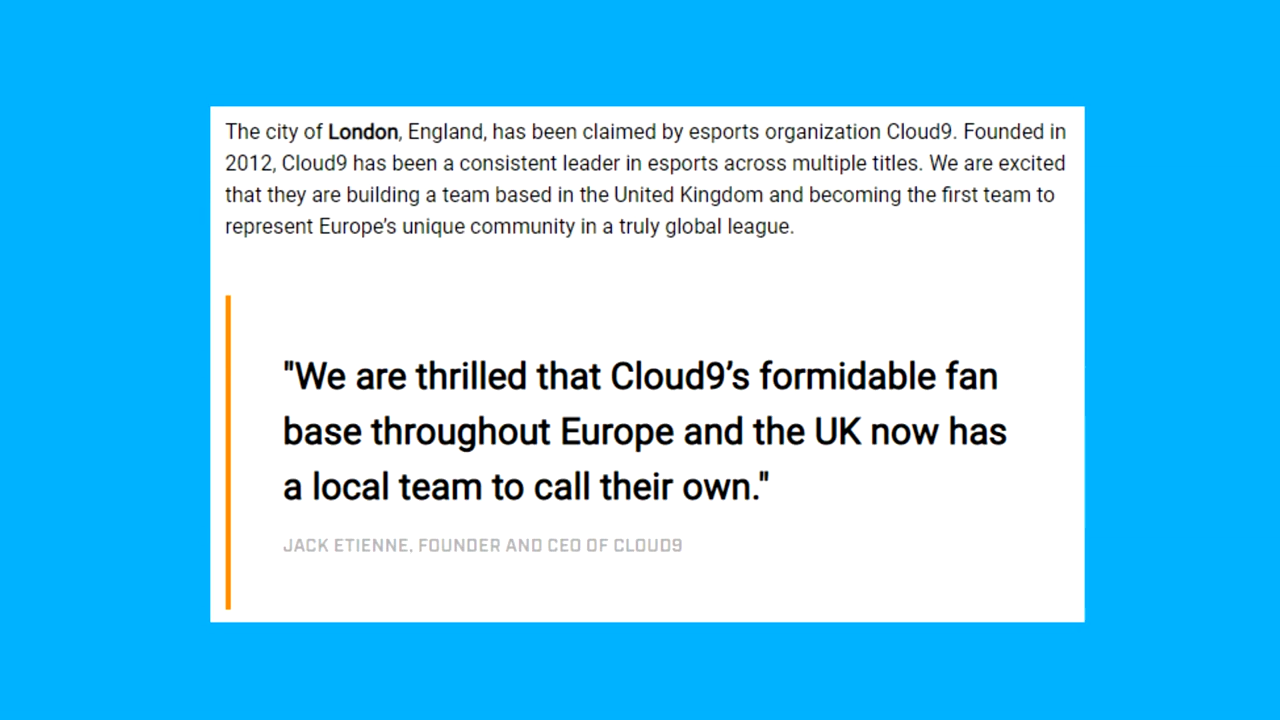 The city of London, England, has been claimed by esports organization Cloud9. Founded in
2012, Cloud9 has been a consistent leader in esports across multiple titles. We are excited
that they are building a team based in the United Kingdom and becoming the first team to
represent Europe’s unique community in a truly global league.
"We are thrilled that Cloud9’s formidable fan
base throughout Europe and the UK now has
a local team to call their own."
JACK ETIENNE, FOUNDER AND CEO OF CLOUD9